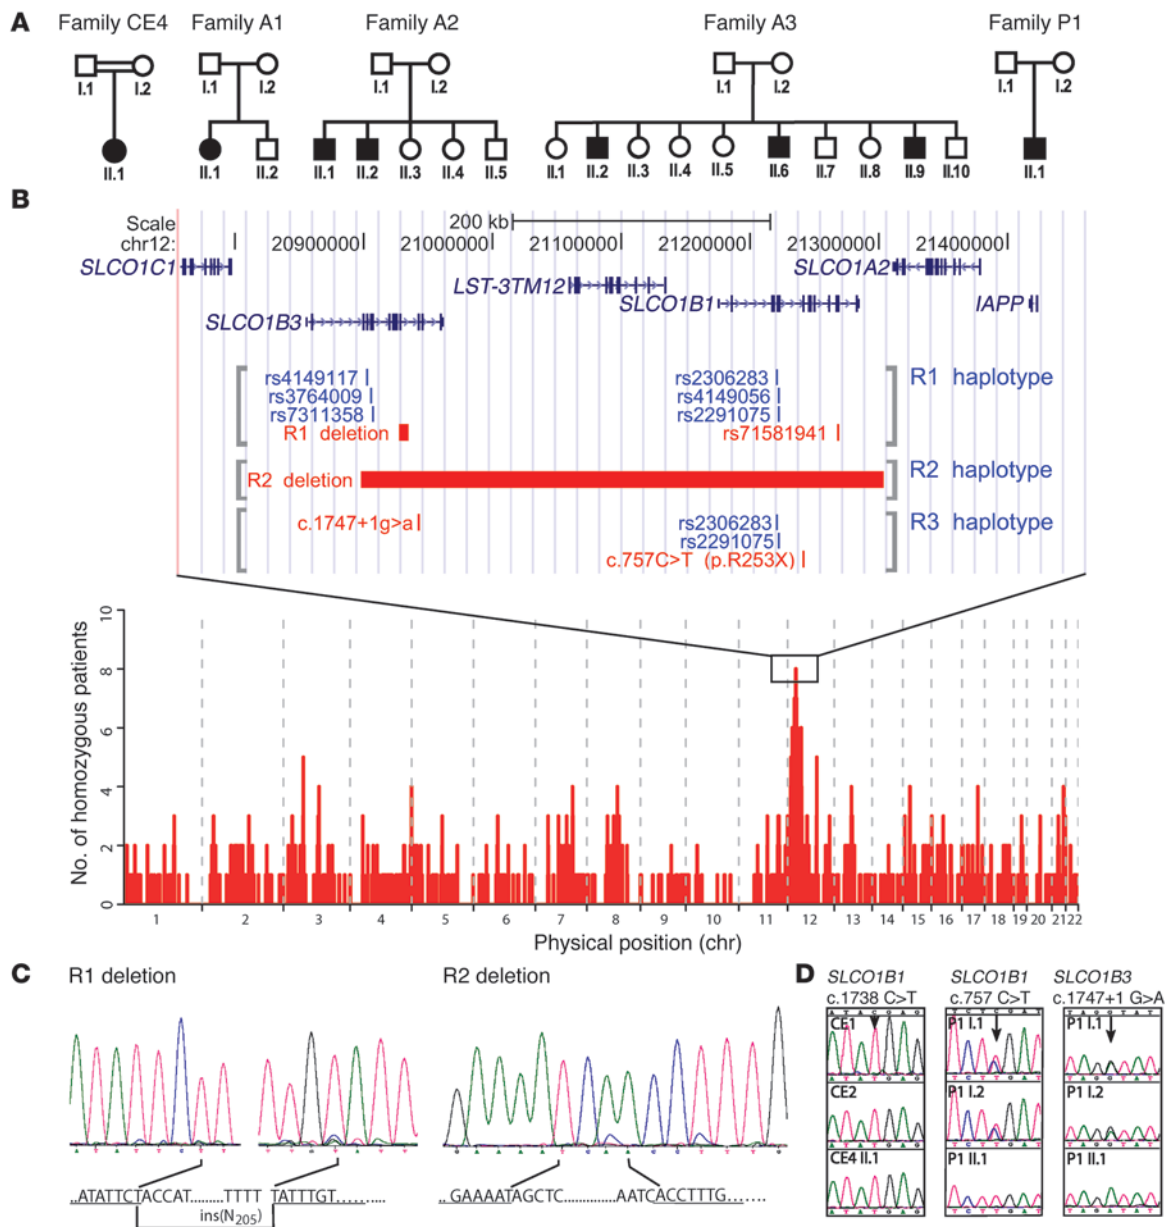 A
Family CE4 Family A1 Family A2 Family A3 Family P1
I.1 I.2 I.1 I.2 I.1 I.2 I.1 I.2 I.1 I.2
II.1 II.1 II.2 II.1 II.2 II.3 II.4 II.5 II.1 II.2 II.3 II.4 II.5 II.6 II.7 II.8 II.9 II.10 II.1
B
Scale 200 kb
chr12: 20900000 21000000 21100000 21200000 21300000 21400000
SLCO1C1 LST-3TM12 SLCO1A2
SLCO1B3 SLCO1B1 IAPP
rs4149117 rs2306283 R1 haplotype
rs3764009 rs4149056
rs7311358 rs2291075
R1 deletion rs71581941
R2 deletion R2 haplotype
c.1747+1g>a rs2306283 R3 haplotype
rs2291075
c.757C>T (p.R253X)
No. of homozygous patients
10
8
6
4
2
0
1 2 3 4 5 6 7 8 9 10 11 12 13 14 15 16 17 18 19 20 21 22
Physical position (chr)
C
R1 deletion R2 deletion
A T A T T C T T T G T A T T
G A A A A T C A A C C T T T G
..ATATTCTACCAT.........TTTT TATTTGT..........
ins(N205)
..GAAAATAGCTC..............AATCACCTTTG.......
D
SLCO1B1 SLCO1B1 SLCO1B3
c.1738 C>T c.757 C>T c.1747+1 G>A
A T A C G A G T C T C G A T T A G G T A T
CE1 P1 I.1 P1 I.1
A T A T G A G T C T T G A T T A G G T A T
CE2 P1 I.2 P1 I.2
A T A T G A G T C T T G A T T A G G T A T
CE4 II.1 P1 II.1 P1 II.1
A T A T G A G T C T T G A T T A G A T A T